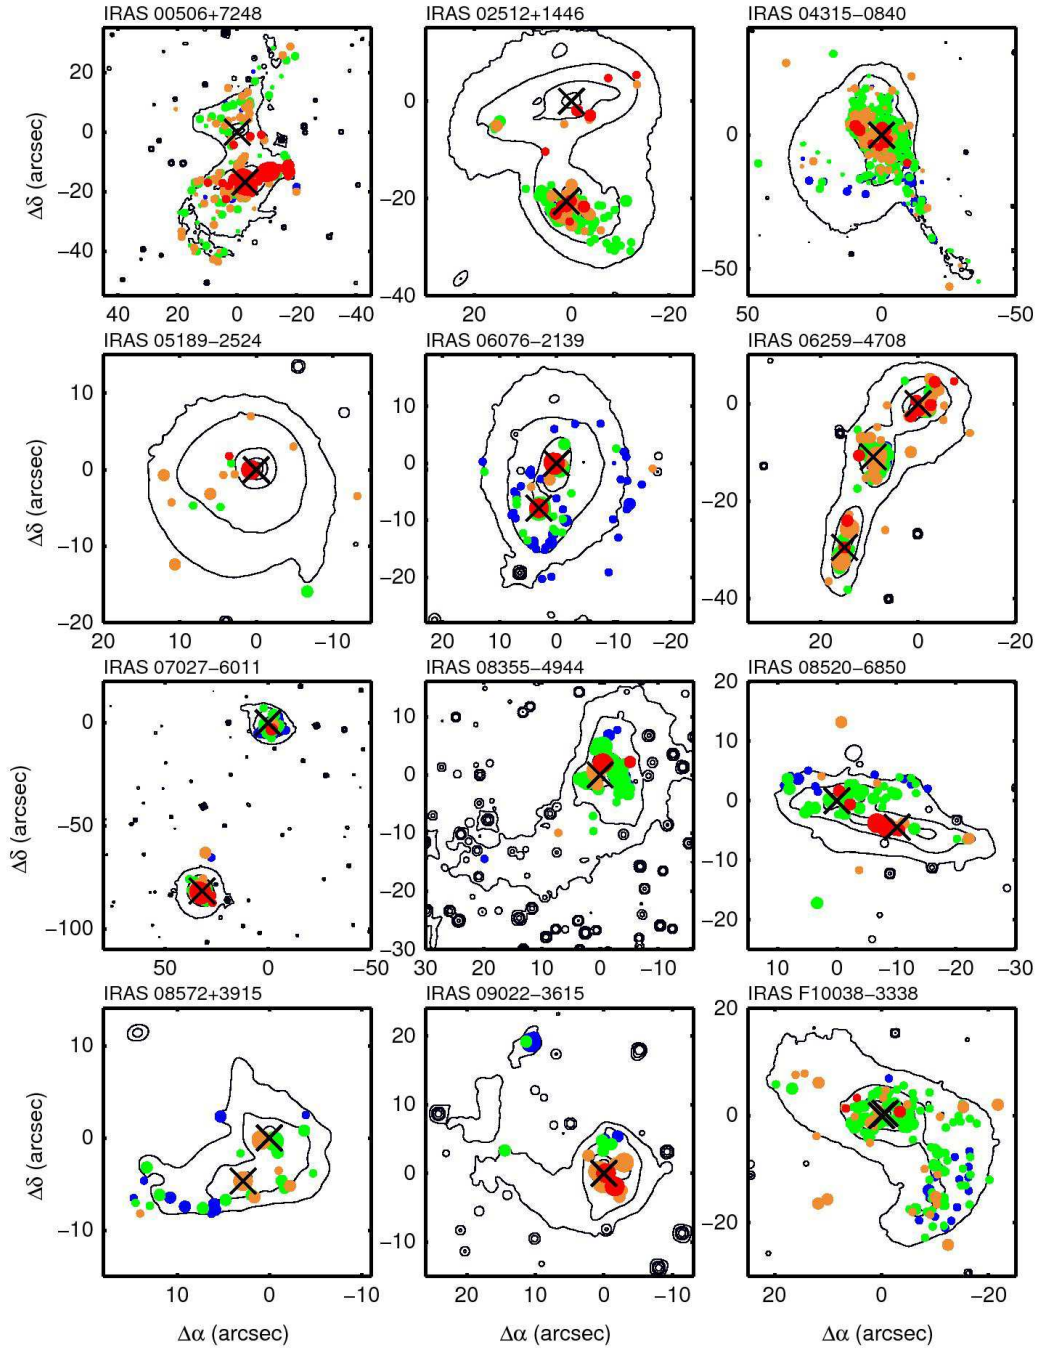 IRAS 00506+7248
IRAS 02512+1446
IRAS 04315−0840
20
0
−20
−40
Δδ (arcsec)
40 20 0 −20 −40
0
−20
−40
20 0 −20
0
−50
50 0 −50
IRAS 05189−2524
IRAS 06076−2139
IRAS 06259−4708
10
0
−10
−20
Δδ (arcsec)
20 10 0 −10
10
0
−10
−20
20 10 0 −10
0
−20
−40
20 0 −20
IRAS 07027−6011
IRAS 08355−4944
IRAS 08520−6850
0
−50
−100
Δδ (arcsec)
50 0 −50
10
0
−10
−20
−30
30 20 10 0 −10
20
10
0
−10
−20
10 0 −10 −20 −30
IRAS 08572+3915
IRAS 09022−3615
IRAS F10038−3338
10
0
−10
Δδ (arcsec)
10 0 −10
Δα (arcsec)
20
10
0
−10
20 10 0 −10
Δα (arcsec)
20
0
−20
20 0 −20
Δα (arcsec)